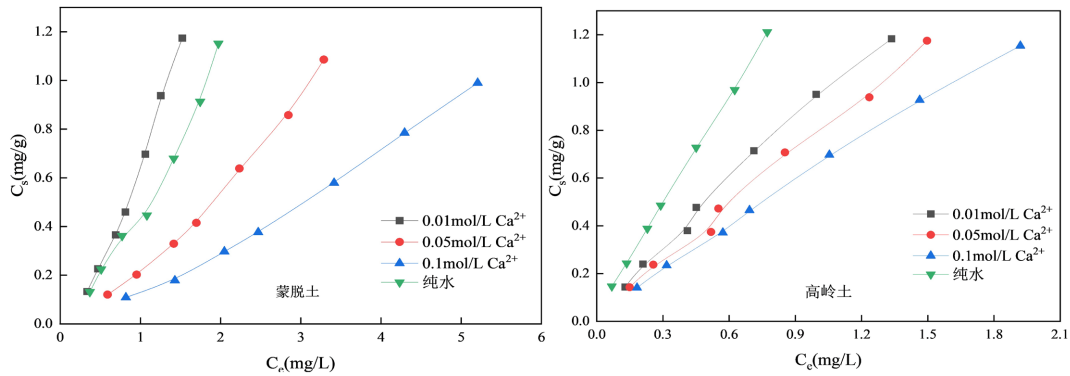 1.2
1.0
0.8
0.6
0.4
0.2
0.0
Cs(mg/g)
0.01mol/L Ca²⁺
0.05mol/L Ca²⁺
0.1mol/L Ca²⁺
纯水
蒙脱土
0 1 2 3 4 5 6
Ce(mg/L)
1.2
1.0
0.8
0.6
0.4
0.2
0.0
Cs(mg/g)
0.01mol/L Ca²⁺
0.05mol/L Ca²⁺
0.1mol/L Ca²⁺
纯水
高岭土
0.0 0.3 0.6 0.9 1.2 1.5 1.8 2.1
Ce(mg/L)